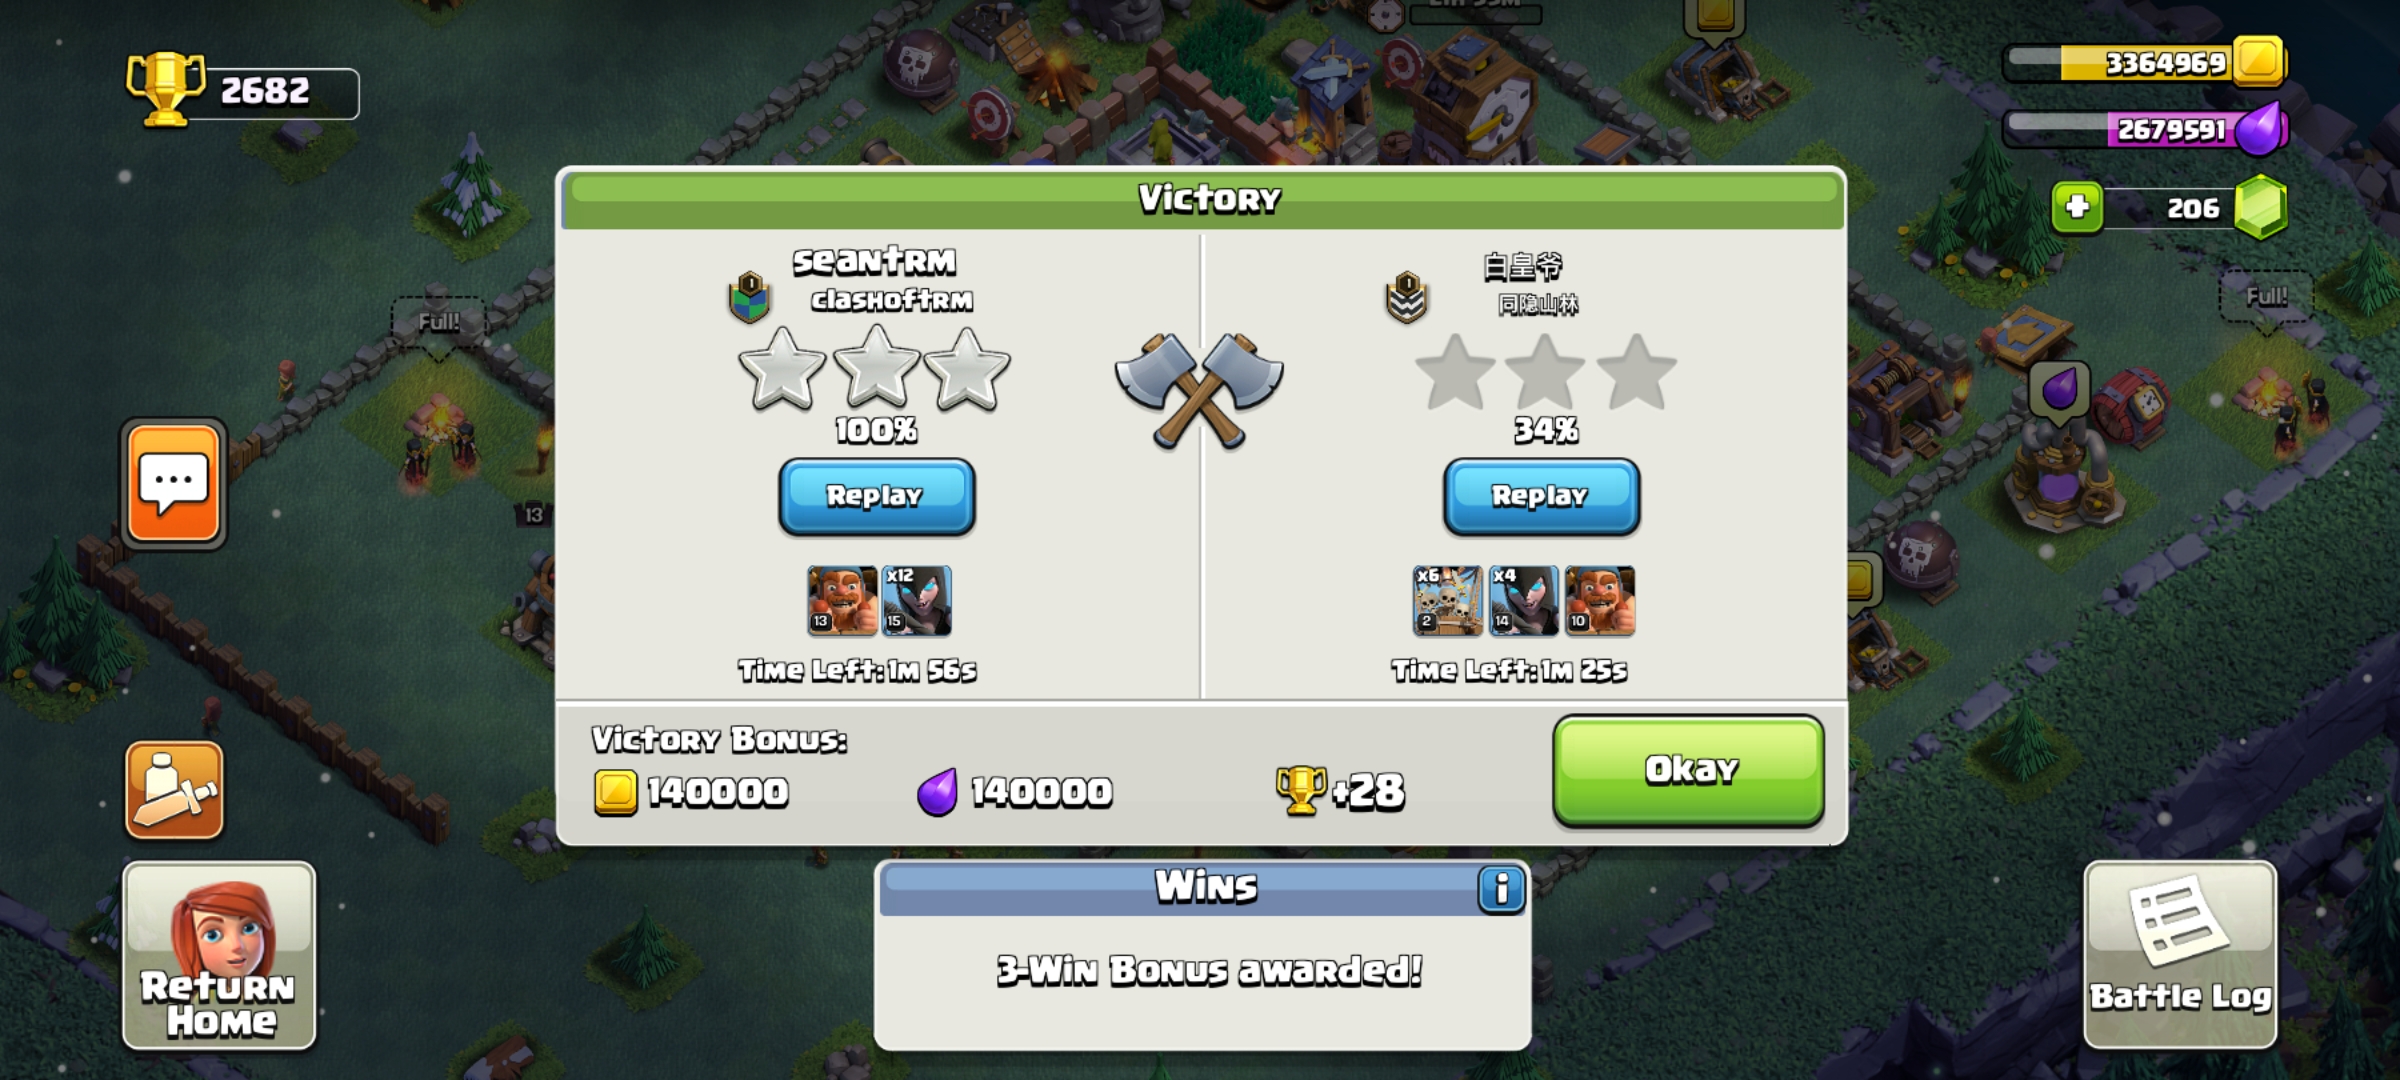 2682
3364969
2679591
206
Full!
Full!
13
Victory
seantrm
clashoftrm
1
100%
Replay
13
x12
15
Time Left: 1m 56s
白皇爷
同隐山林
1
34%
Replay
x6
2
x4
14
10
Time Left: 1m 25s
Victory Bonus:
140000
140000
+28
Okay
Wins
i
3-Win Bonus awarded!
Return
Home
Battle Log